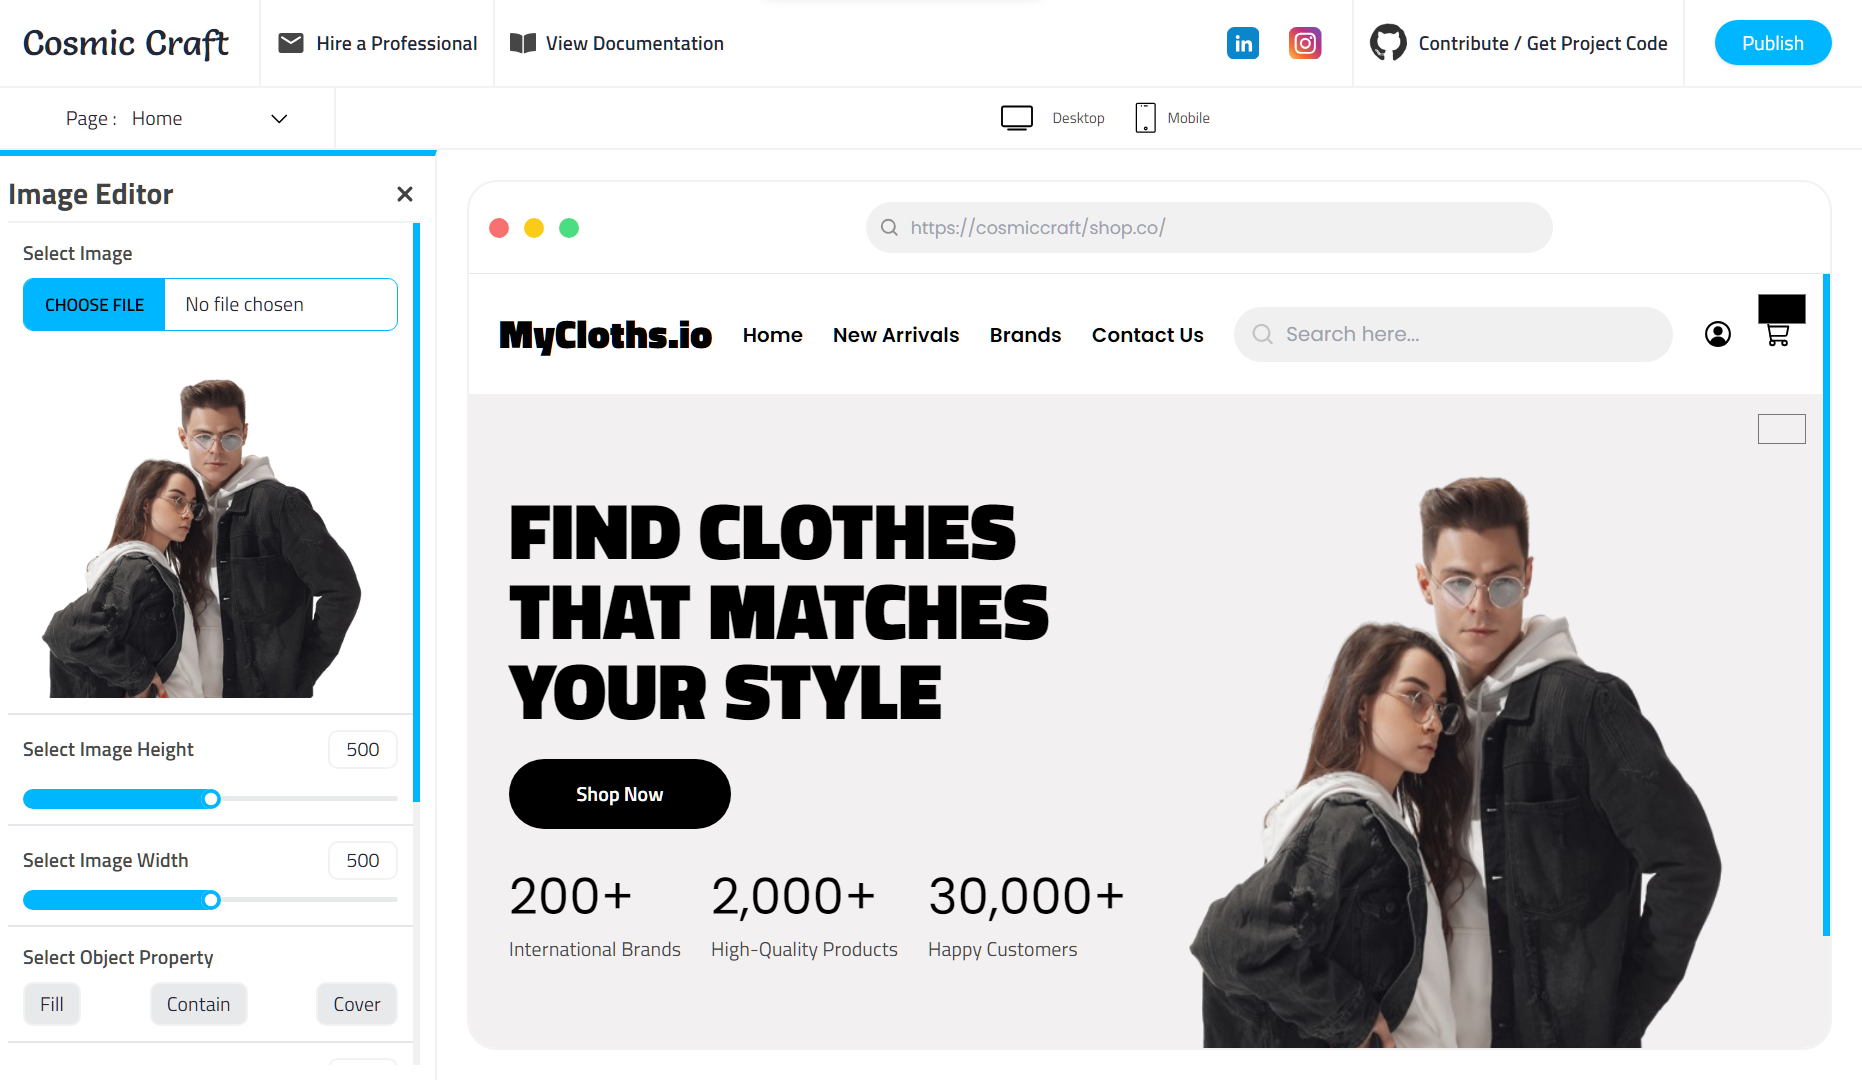 Cosmic Craft
Hire a Professional
View Documentation
Contribute / Get Project Code
Publish
Page : Home
Desktop
Mobile
Image Editor
Select Image
CHOOSE FILE No file chosen
Select Image Height 500
Select Image Width 500
Select Object Property
Fill Contain Cover
https://cosmiccraft/shop.co/
MyCloths.io
Home New Arrivals Brands Contact Us
Search here...
FIND CLOTHES
THAT MATCHES
YOUR STYLE
Shop Now
200+ 2,000+ 30,000+
International Brands High-Quality Products Happy Customers